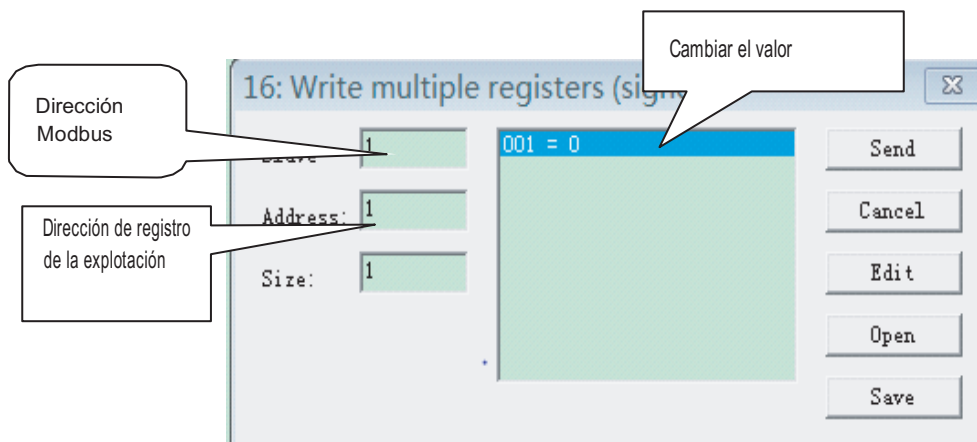 Cambiar el valor
16: Write multiple registers
Dirección
Modbus
1
001 = 0
Send
Address: 1
Cancel
Dirección de registro
de la explotación
Size: 1
Edit
Open
Save